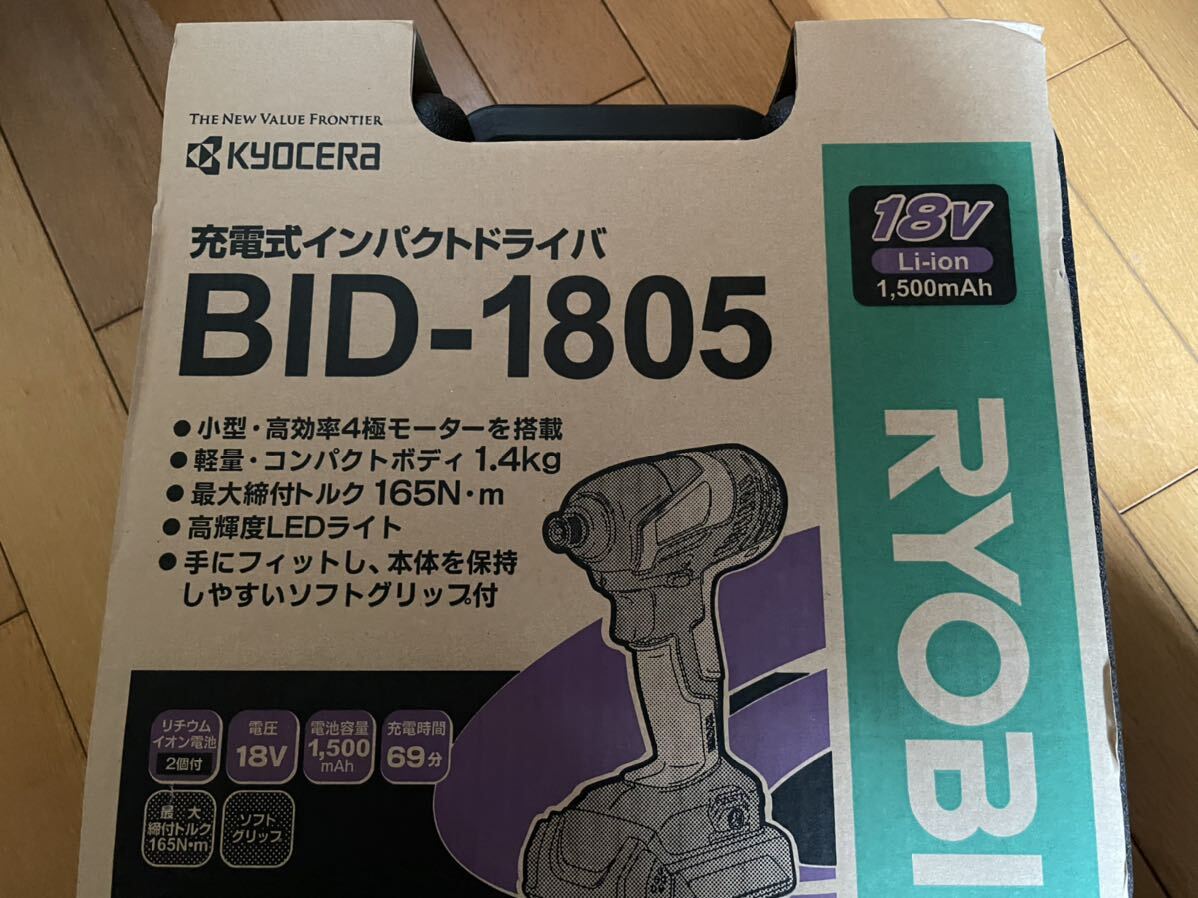 THE NEW VALUE FRONTIER
KYOCERA
充電式インパクトドライバ
BID-1805
●小型・高効率4極モーターを搭載
●軽量・コンパクトボディ 1.4kg
●最大締付トルク 165N・m
●高輝度LEDライト
●手にフィットし、本体を保持
しやすいソフトグリップ付
18V
Li-ion
1,500mAh
RYOBI
リチウム
イオン電池
2個付
電圧
18V
電池容量
1,500
mAh
充電時間
69分
最大
締付トルク
165N・m
ソフト
グリップ